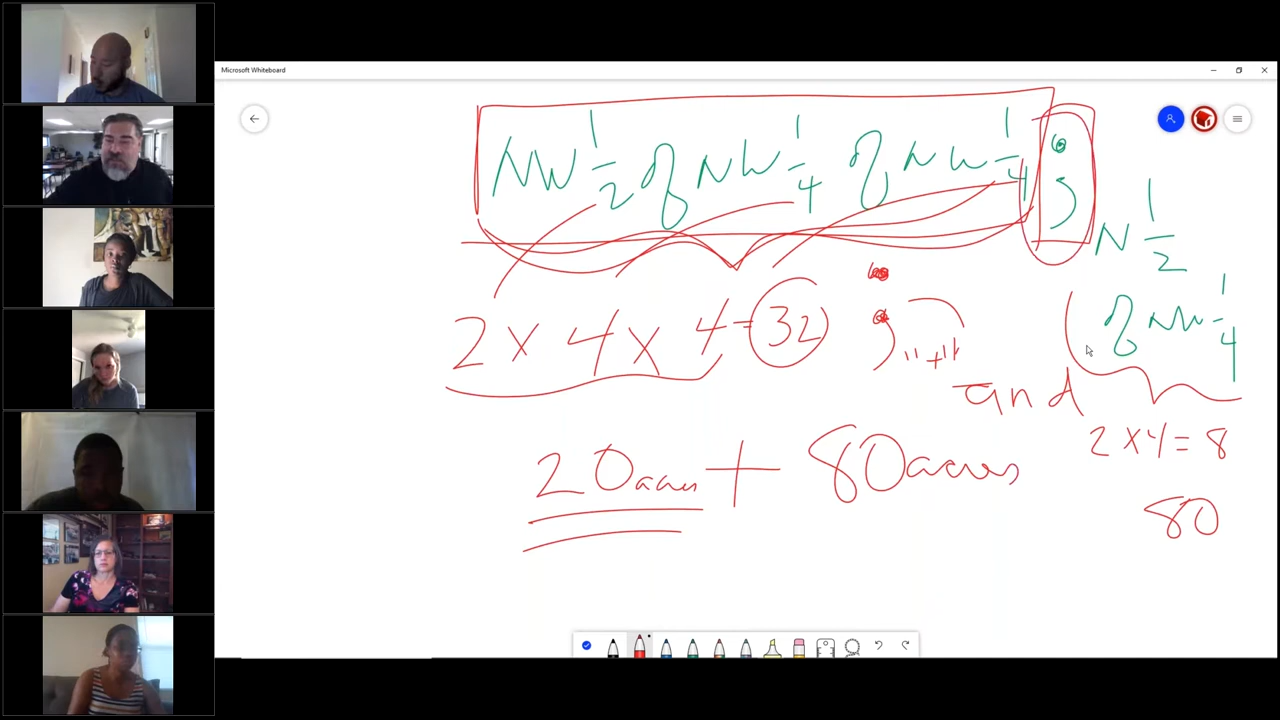 Microsoft Whiteboard
NW 1/2 of NW 1/4 of NW 1/4 ;
N 1/2
of NW 1/4
2 x 4 x 4 = 32 ; "+"
and
2 x 4 = 8
20 acres + 80 acres
80